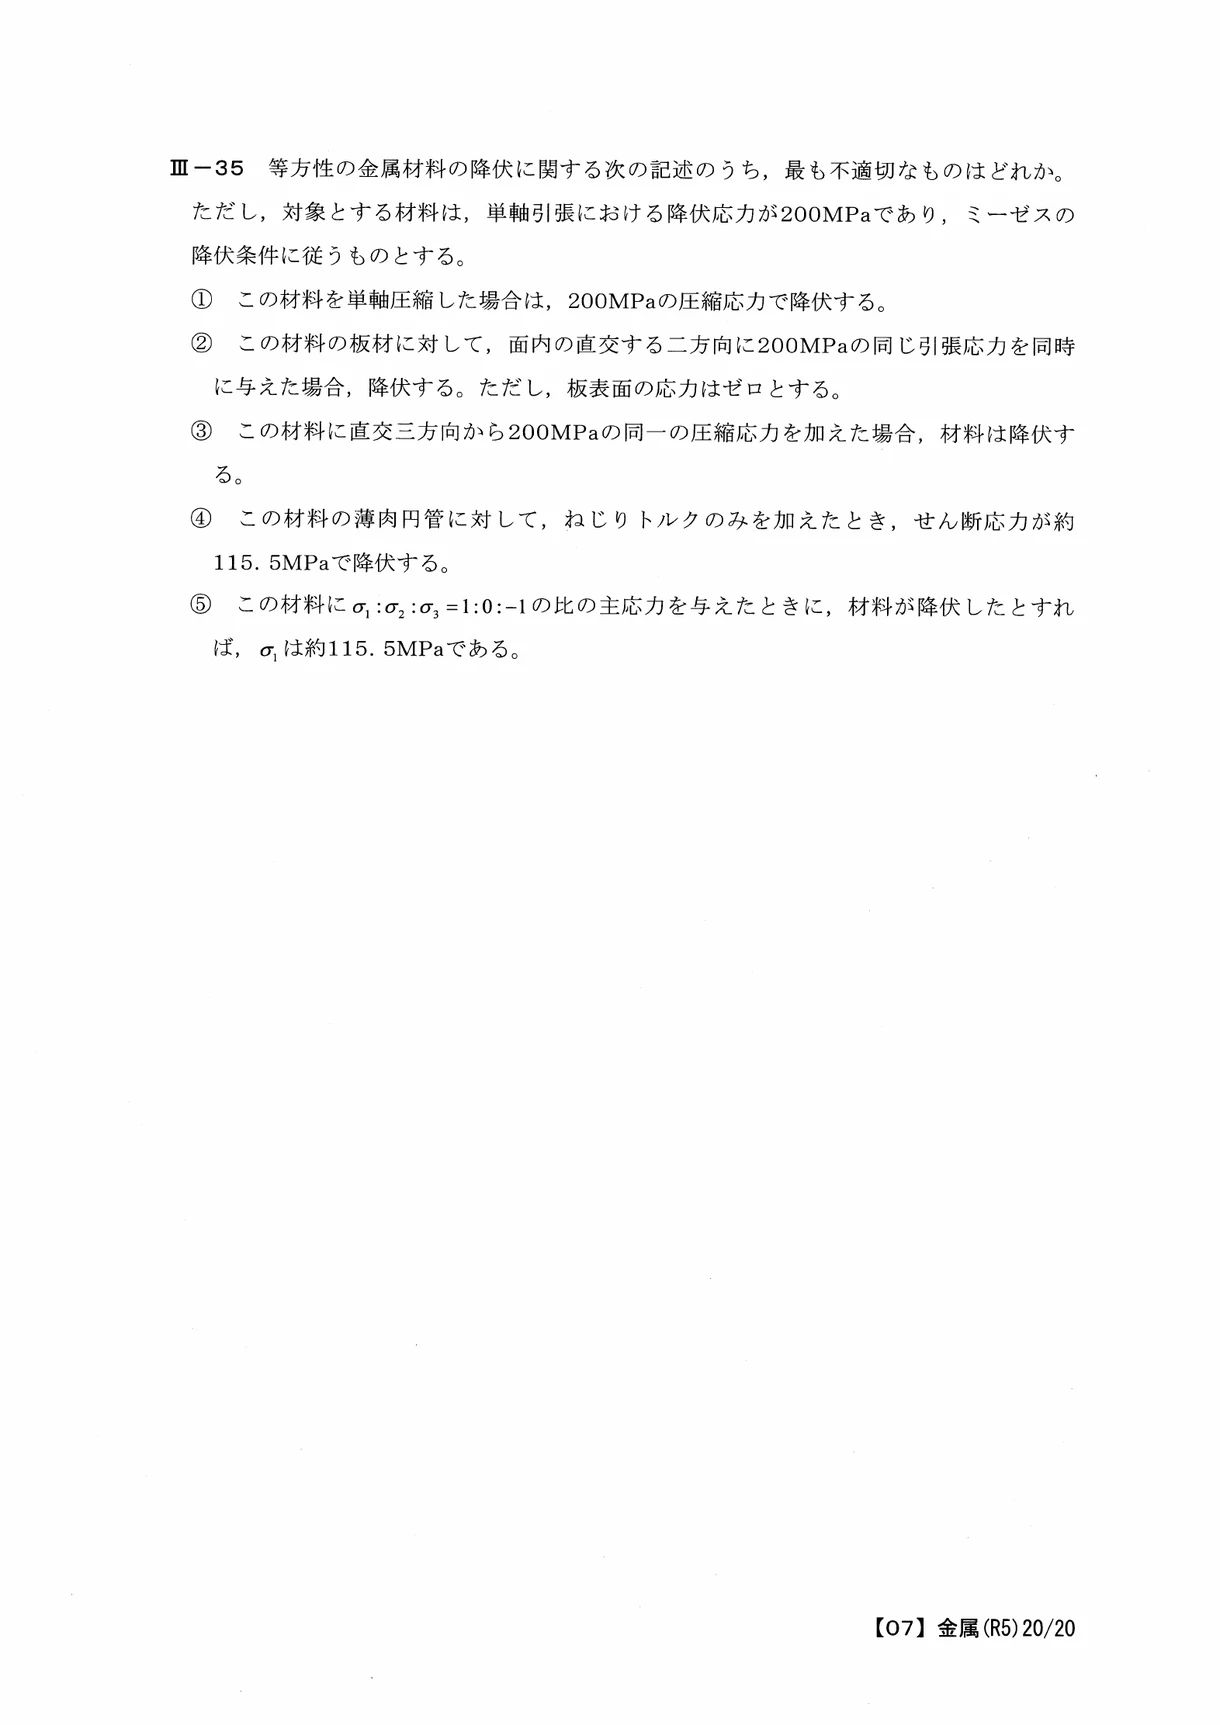 Ⅲ－35　等方性の金属材料の降伏に関する次の記述のうち，最も不適切なものはどれか。
ただし，対象とする材料は，単軸引張における降伏応力が200MPaであり，ミーゼスの
降伏条件に従うものとする。
①　この材料を単軸圧縮した場合は，200MPaの圧縮応力で降伏する。
②　この材料の板材に対して，面内の直交する二方向に200MPaの同じ引張応力を同時
に与えた場合，降伏する。ただし，板表面の応力はゼロとする。
③　この材料に直交三方向から200MPaの同一の圧縮応力を加えた場合，材料は降伏す
る。
④　この材料の薄肉円管に対して，ねじりトルクのみを加えたとき，せん断応力が約
115.5MPaで降伏する。
⑤　この材料にσ₁:σ₂:σ₃=1:0:−1の比の主応力を与えたときに，材料が降伏したとすれ
ば，σ₁は約115.5MPaである。
【07】金属(R5)20/20